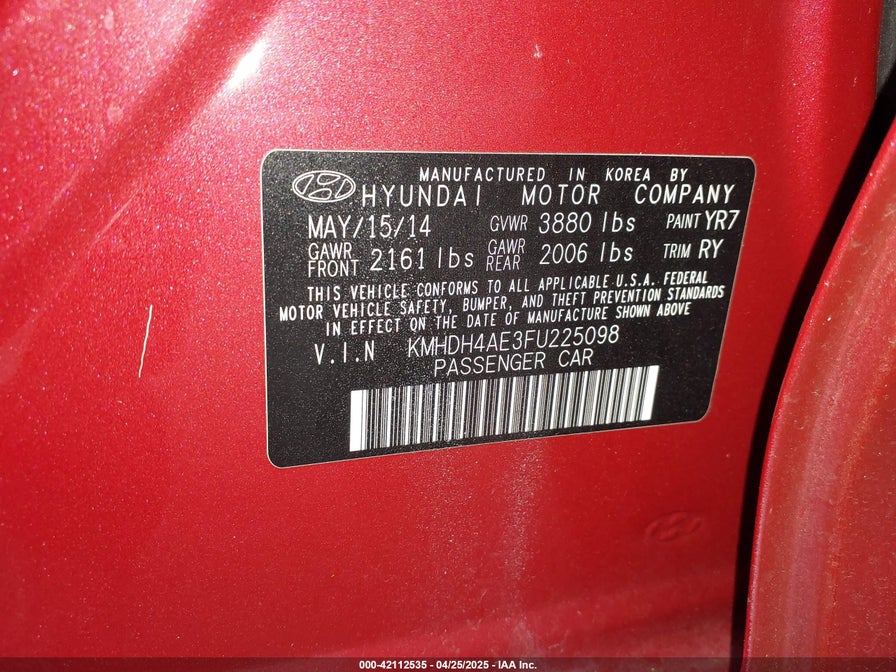 MANUFACTURED IN KOREA BY
HYUNDAI MOTOR COMPANY
MAY/15/14 GVWR 3880 lbs PAINT YR7
GAWR FRONT 2161 lbs GAWR REAR 2006 lbs TRIM RY
THIS VEHICLE CONFORMS TO ALL APPLICABLE U.S.A. FEDERAL
MOTOR VEHICLE SAFETY, BUMPER, AND THEFT PREVENTION STANDARDS
IN EFFECT ON THE DATE OF MANUFACTURE SHOWN ABOVE
V.I.N KMHDH4AE3FU225098
PASSENGER CAR
000-42112535 - 04/25/2025 - IAA Inc.